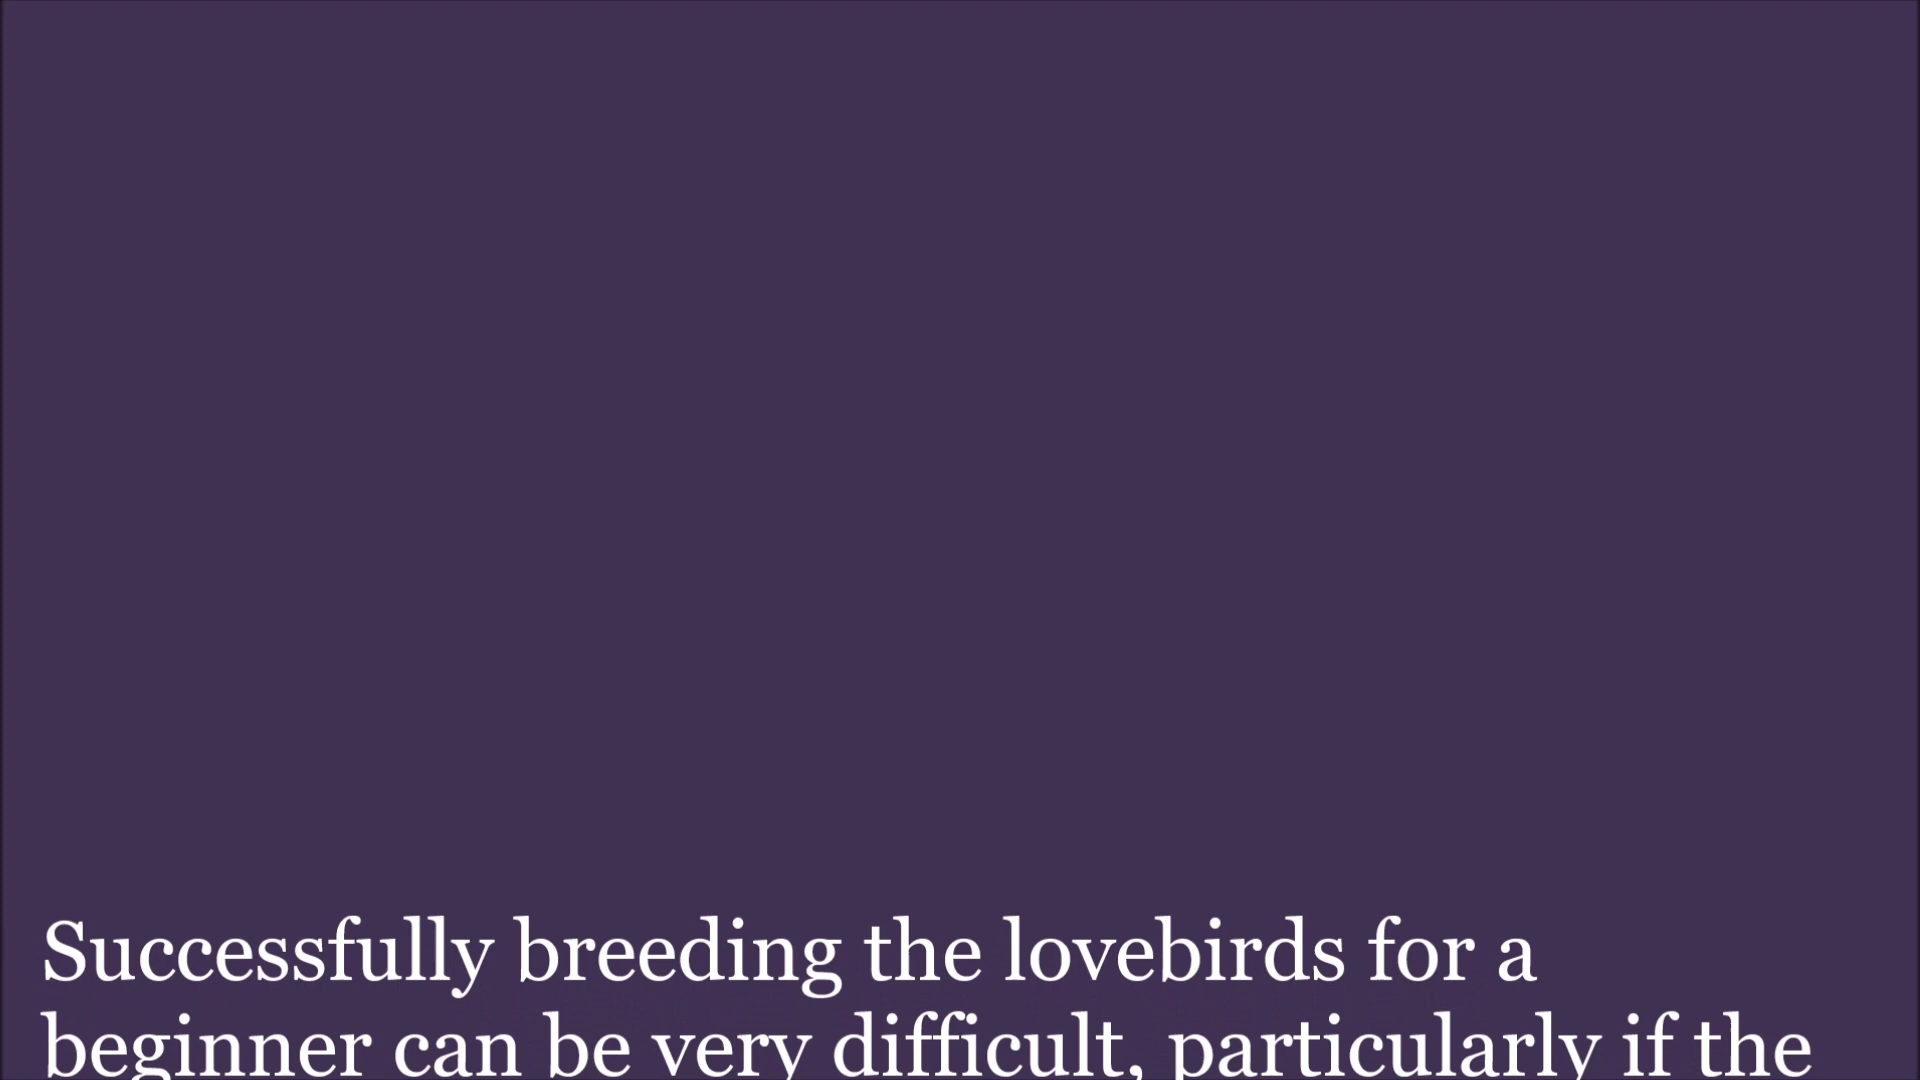 Successfully breeding the lovebirds for a
beginner can be very difficult, particularly if the